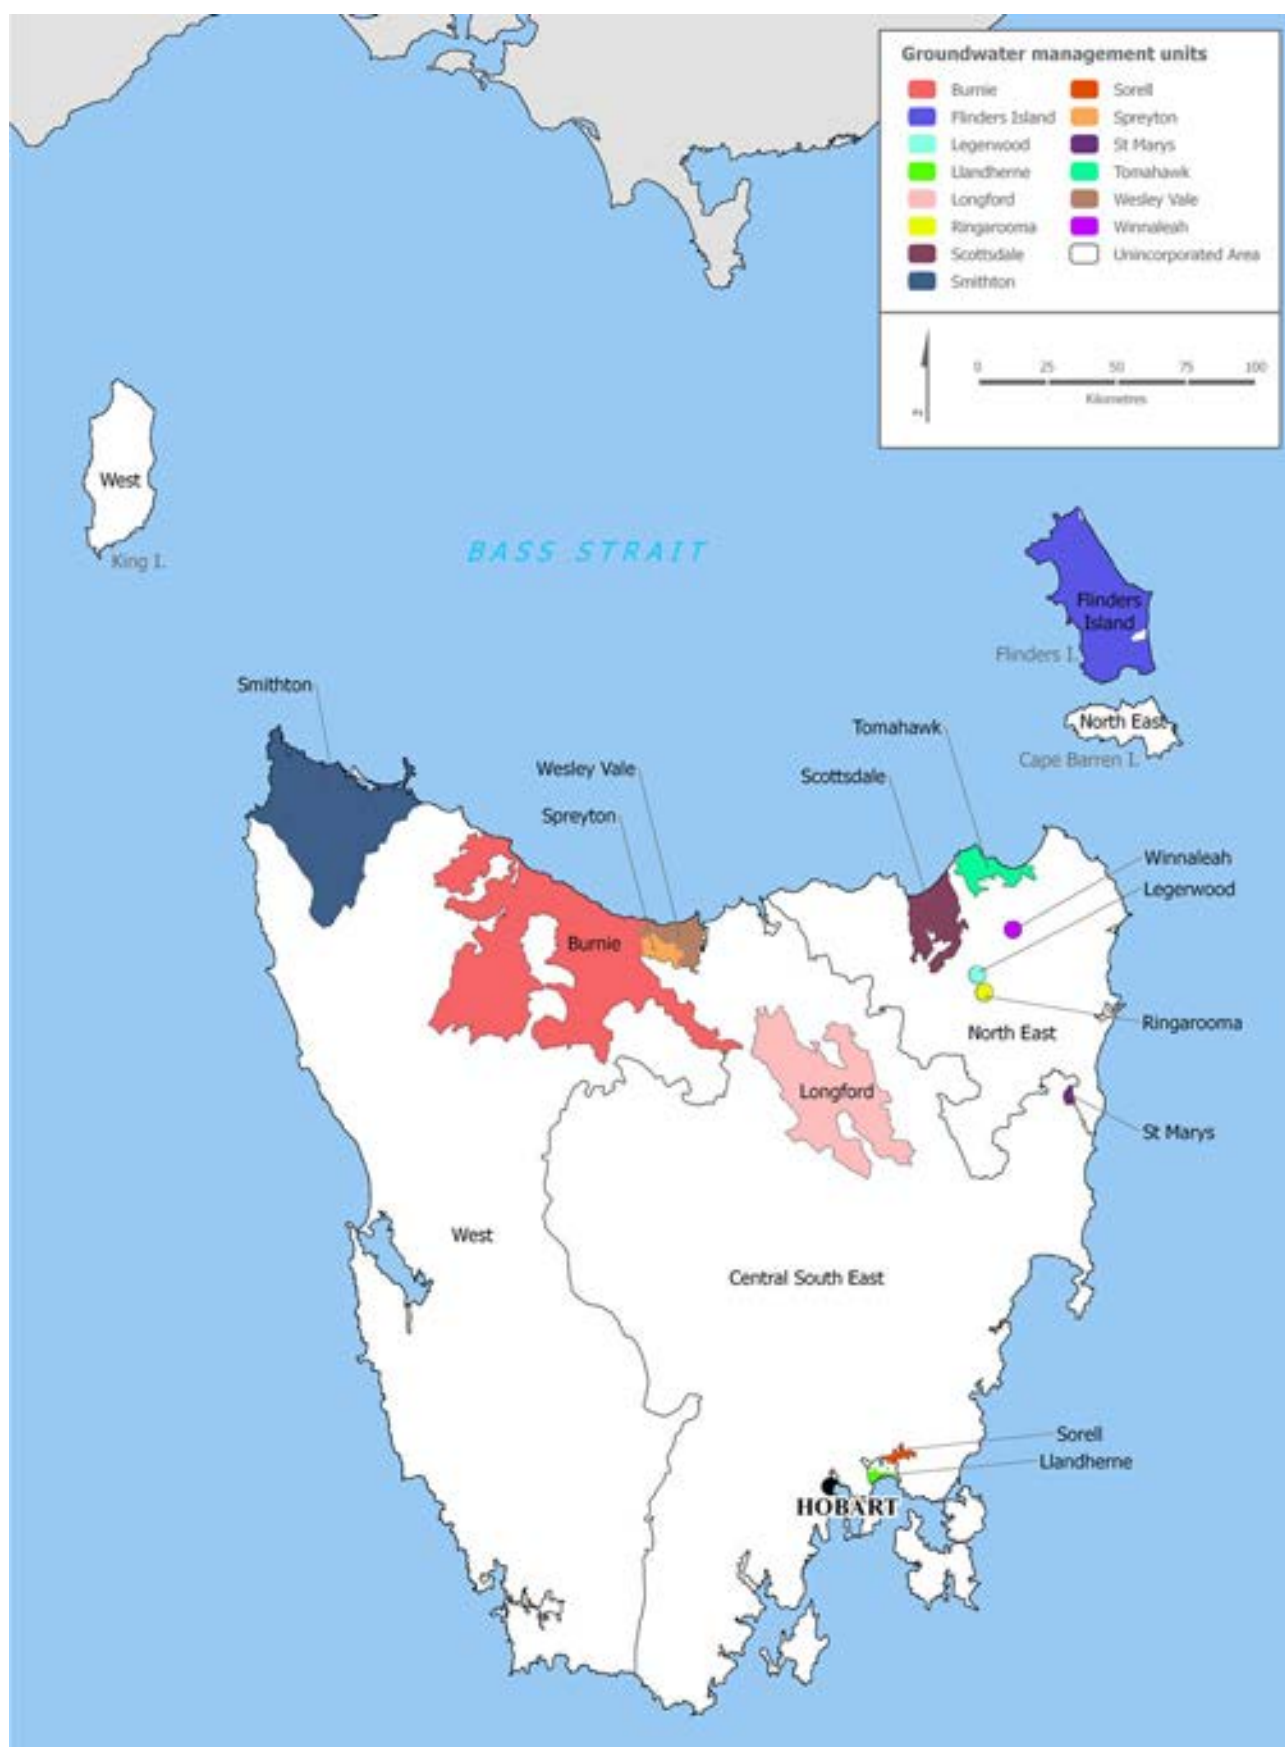 Groundwater management units
Burnie
Flinders Island
Legerwood
Llandherne
Longford
Ringarooma
Scottsdale
Smithton
Sorell
Spreyton
St Marys
Tomahawk
Wesley Vale
Winnaleah
Unincorporated Area
N
0 25 50 75 100
Kilometres
West
King I.
BASS STRAIT
Flinders
Island
Flinders I.
North East
Cape Barren I.
Smithton
Tomahawk
Wesley Vale
Scottsdale
Spreyton
Winnaleah
Legerwood
Burnie
Ringarooma
North East
Longford
St Marys
West
Central South East
Sorell
Llandherne
HOBART